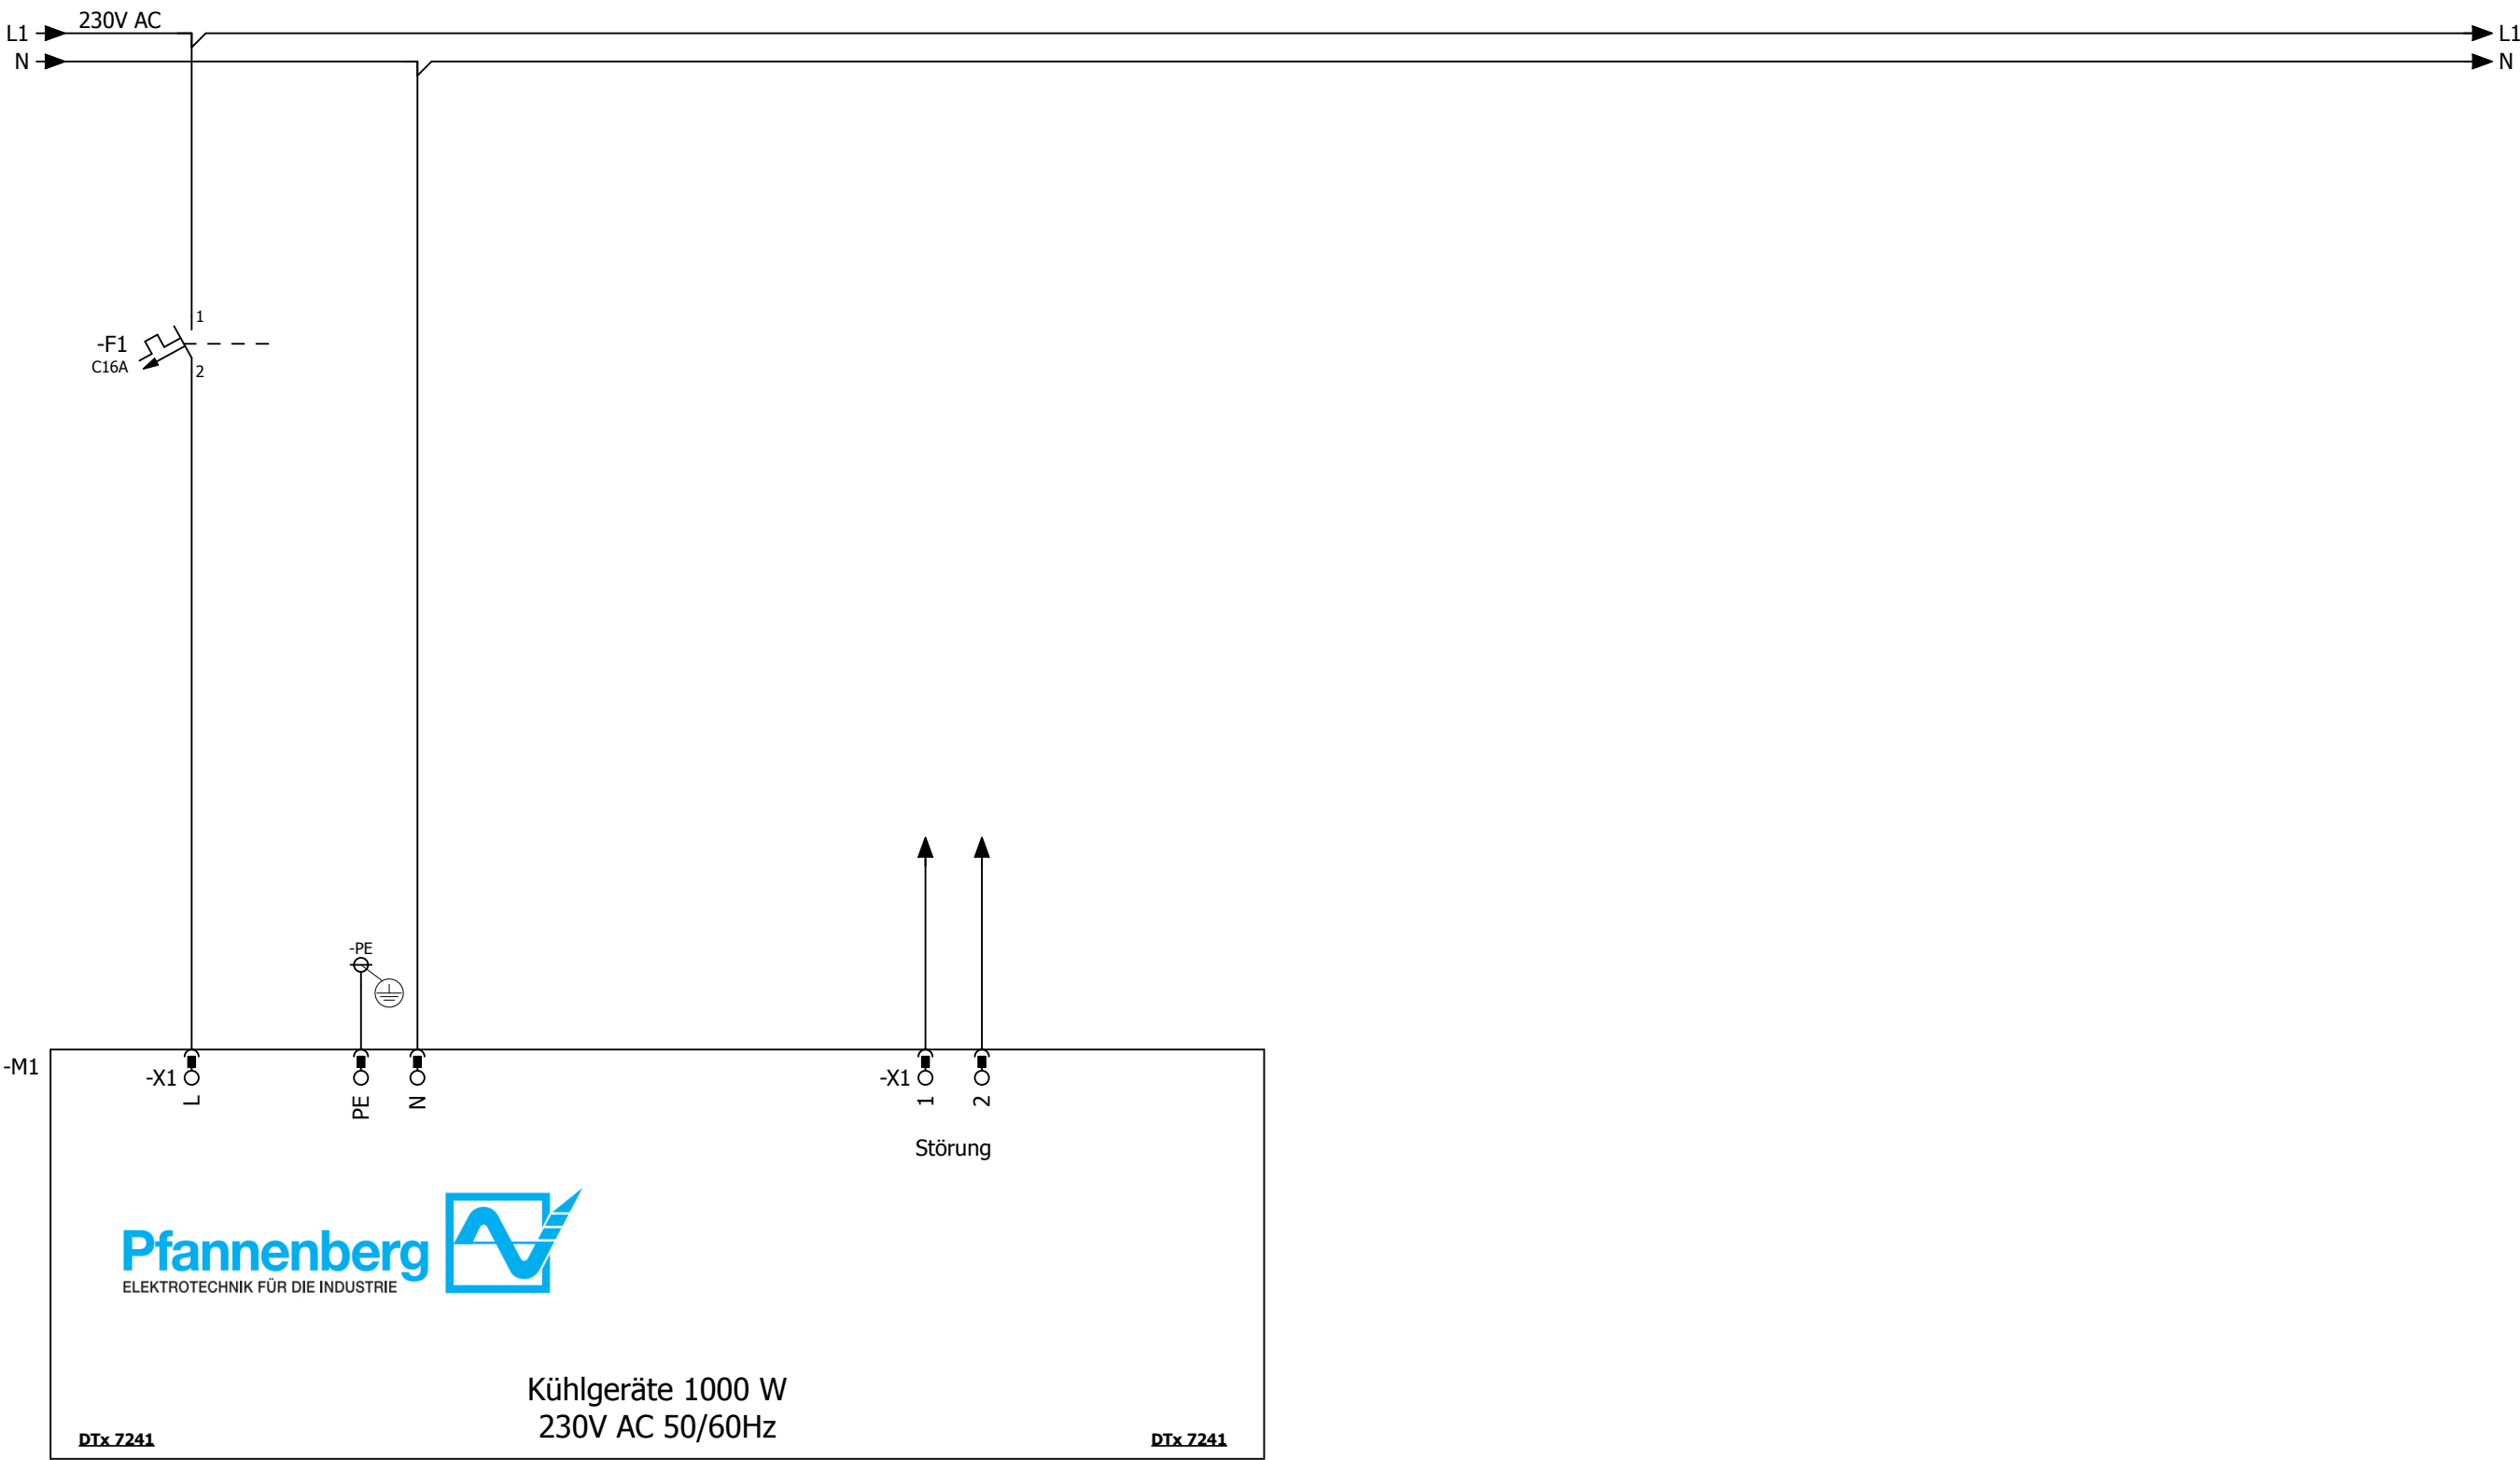 230V AC
L1
L1
N
N
1
-F1
C16A
2
-PE
-M1
-X1
-X1
L
PE
N
1
2
Störung
Pfannenberg
ELEKTROTECHNIK FÜR DIE INDUSTRIE
Kühlgeräte 1000 W
230V AC 50/60Hz
DTx 7241
DTx 7241